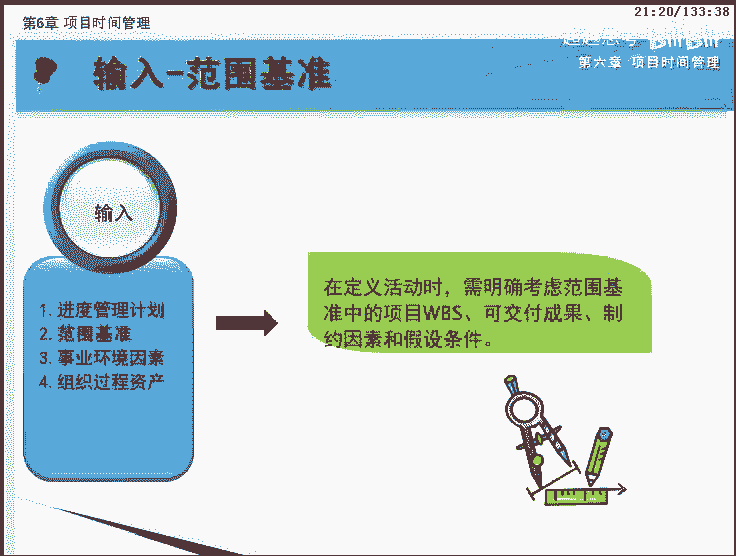 第6章 项目时间管理
21:20/133:38
第六章 项目时间管理
输入-范围基准
输入
1. 进度管理计划
2. 范围基准
3. 事业环境因素
4. 组织过程资产
在定义活动时，需明确考虑范围基
准中的项目WBS、可交付成果、制
约因素和假设条件。